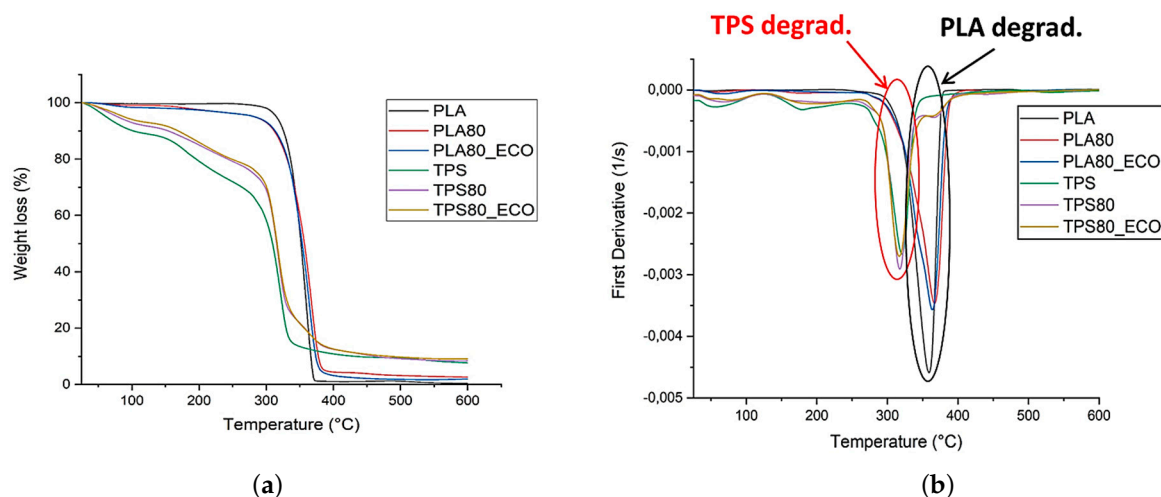 100
80
60
40
20
0
Weight loss (%)
100
200
300
400
500
600
Temperature (°C)
PLA
PLA80
PLA80_ECO
TPS
TPS80
TPS80_ECO
(a)
TPS degrad.
PLA degrad.
0,000
-0,001
-0,002
-0,003
-0,004
-0,005
First Derivative (1/s)
100
200
300
400
500
600
Temperature (°C)
PLA
PLA80
PLA80_ECO
TPS
TPS80
TPS80_ECO
(b)